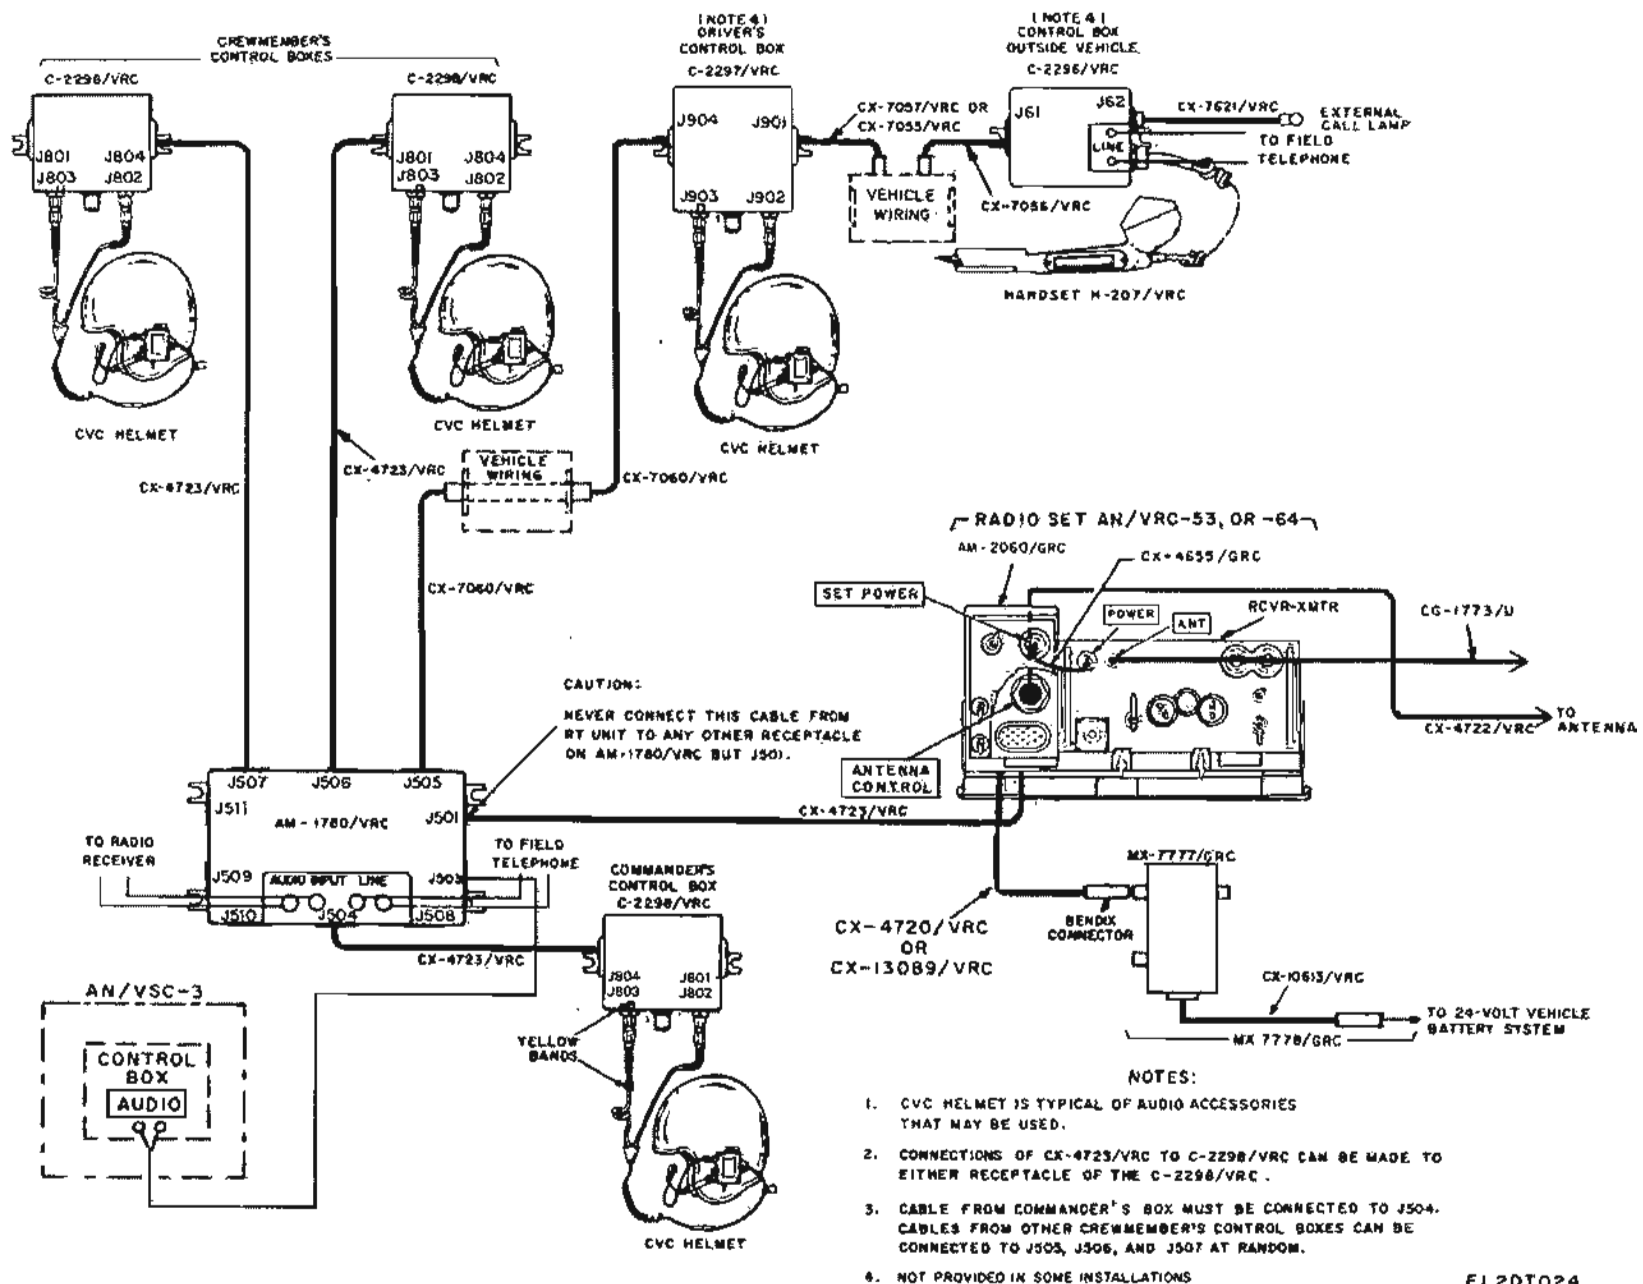 CREWMEMBER'S
CONTROL BOXES
C-2298/VRC
C-2298/VRC
(NOTE 4)
DRIVER'S
CONTROL BOX
C-2297/VRC
(NOTE 4)
CONTROL BOX
OUTSIDE VEHICLE
C-2296/VRC
J801 J804
J803 J802
J801 J804
J803 J802
J904 J901
J903 J902
CX-7057/VRC OR
CX-7055/VRC
J61 J62
LINE
CX-7621/VRC
EXTERNAL
CALL LAMP
TO FIELD
TELEPHONE
VEHICLE
WIRING
CX-7056/VRC
HANDSET H-207/VRC
CVC HELMET
CVC HELMET
CVC HELMET
CX-4723/VRC
CX-4723/VRC
VEHICLE
WIRING
CX-7060/VRC
CX-7060/VRC
RADIO SET AN/VRC-53, OR -64
AM-2060/GRC
CX-4655/GRC
SET POWER
POWER
ANT
RCVR-XMTR
CG-1773/U
CX-4722/VRC
TO
ANTENNA
ANTENNA
CONTROL
CAUTION:
NEVER CONNECT THIS CABLE FROM
RT UNIT TO ANY OTHER RECEPTACLE
ON AM-1780/VRC BUT J501.
J507 J506 J505
J511
AM-1780/VRC
J501
CX-4723/VRC
TO RADIO
RECEIVER
J509
AUDIO INPUT LINE
J503
J510 J504 J508
TO FIELD
TELEPHONE
CX-4723/VRC
COMMANDER'S
CONTROL BOX
C-2298/VRC
J804 J801
J803 J802
YELLOW
BANDS
CVC HELMET
AN/VSC-3
CONTROL
BOX
AUDIO
CX-4720/VRC
OR
CX-13089/VRC
BENDIX
CONNECTOR
MX-7777/GRC
CX-10613/VRC
MX 7778/GRC
TO 24-VOLT VEHICLE
BATTERY SYSTEM
NOTES:
1. CVC HELMET IS TYPICAL OF AUDIO ACCESSORIES
THAT MAY BE USED.
2. CONNECTIONS OF CX-4723/VRC TO C-2298/VRC CAN BE MADE TO
EITHER RECEPTACLE OF THE C-2298/VRC.
3. CABLE FROM COMMANDER'S BOX MUST BE CONNECTED TO J504.
CABLES FROM OTHER CREWMEMBER'S CONTROL BOXES CAN BE
CONNECTED TO J505, J506, AND J507 AT RANDOM.
4. NOT PROVIDED IN SOME INSTALLATIONS
EL2DT024